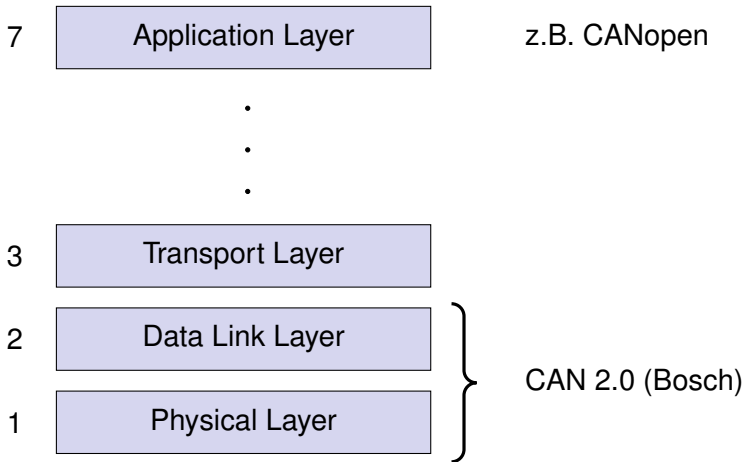 7 Application Layer z.B. CANopen
.
.
.
3 Transport Layer
2 Data Link Layer
CAN 2.0 (Bosch)
1 Physical Layer